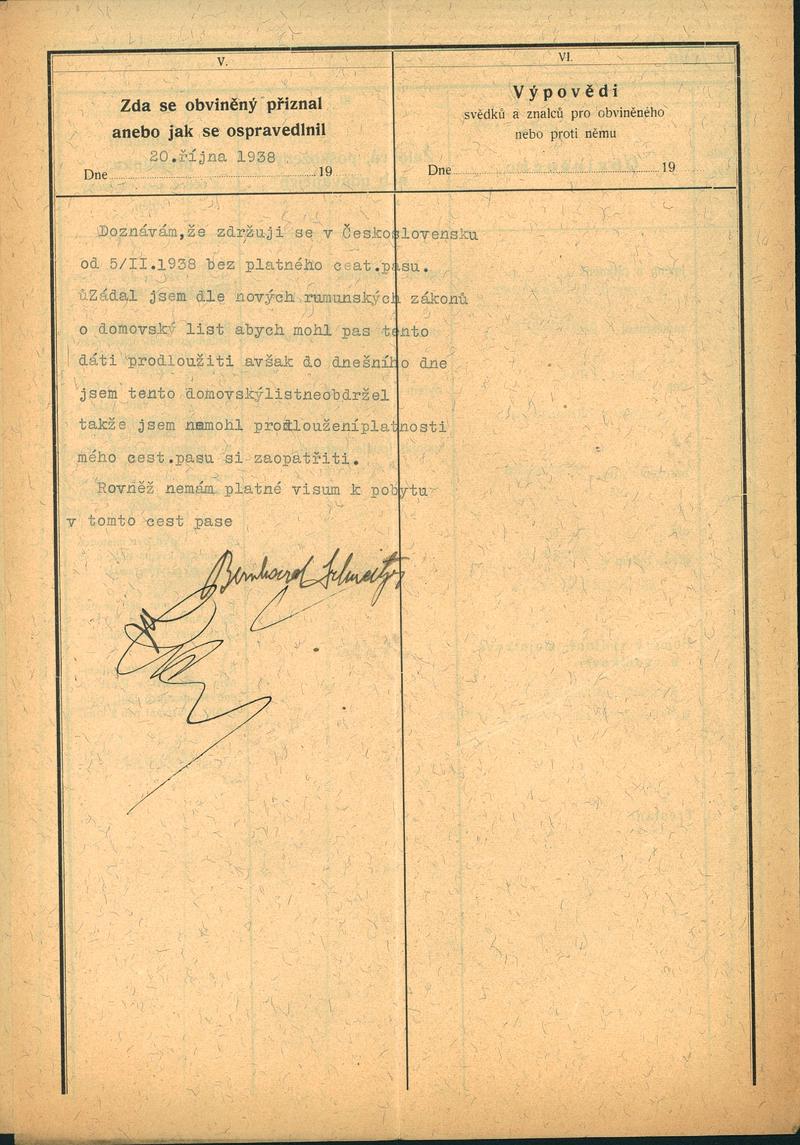 V.
Zda se obviněný přiznal
anebo jak se ospravedlnil
20.října 1938
Dne 19
VI.
Výpovědi
svědků a znalců pro obviněného
nebo proti němu
Dne 19
Doznávám,že zdržuji se v Československu
od 5/II.1938 bez platného cest.pasu.
ůZádal jsem dle nových rumunských zákonů
o domovský list abych mohl pas tento
dáti prodloužiti avšak do dnešního dne
jsem tento domovskýlistneobdržel
takže jsem nemohl prodlouženíplatnosti
mého cest.pasu si zaopatřiti.
Rovněž nemám platné visum k pobytu
v tomto cest pase
Bernhard